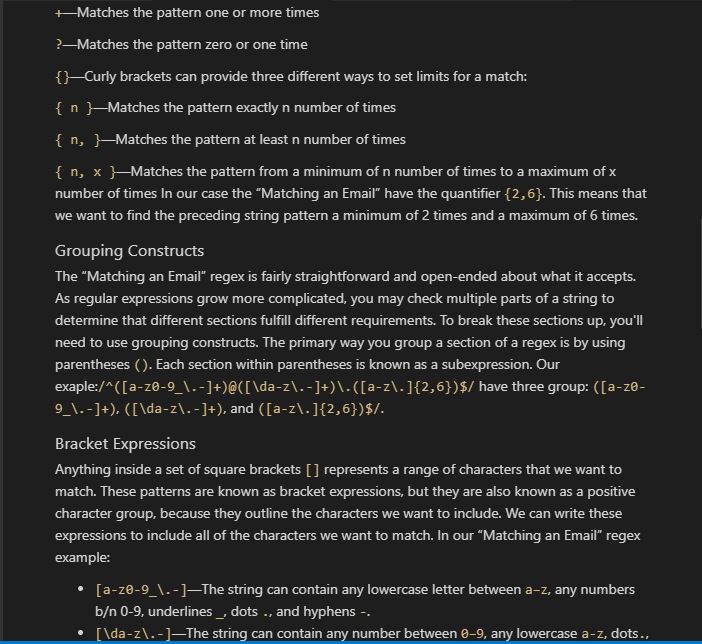 +—Matches the pattern one or more times
?—Matches the pattern zero or one time
{}—Curly brackets can provide three different ways to set limits for a match:
{ n }—Matches the pattern exactly n number of times
{ n, }—Matches the pattern at least n number of times
{ n, x }—Matches the pattern from a minimum of n number of times to a maximum of x
number of times In our case the “Matching an Email” have the quantifier {2,6}. This means that
we want to find the preceding string pattern a minimum of 2 times and a maximum of 6 times.
Grouping Constructs
The “Matching an Email” regex is fairly straightforward and open-ended about what it accepts.
As regular expressions grow more complicated, you may check multiple parts of a string to
determine that different sections fulfill different requirements. To break these sections up, you'll
need to use grouping constructs. The primary way you group a section of a regex is by using
parentheses (). Each section within parentheses is known as a subexpression. Our
exaple:/^([a-z0-9_\.-]+)@([\da-z\.-]+)\.([a-z\.]{2,6})$/ have three group: ([a-z0-
9_\.-]+), ([\da-z\.-]+), and ([a-z\.]{2,6})$/.
Bracket Expressions
Anything inside a set of square brackets [] represents a range of characters that we want to
match. These patterns are known as bracket expressions, but they are also known as a positive
character group, because they outline the characters we want to include. We can write these
expressions to include all of the characters we want to match. In our “Matching an Email” regex
example:
• [a-z0-9_\.-]—The string can contain any lowercase letter between a–z, any numbers
b/n 0-9, underlines _, dots ., and hyphens -.
• [\da-z\.-]—The string can contain any number between 0–9, any lowercase a-z, dots.,